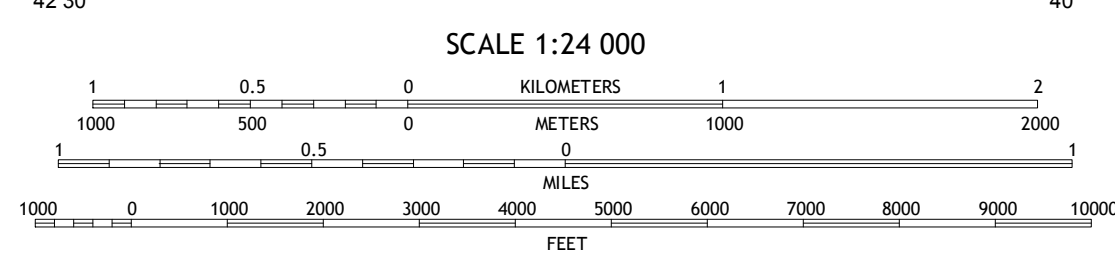 42'30"
40'
SCALE 1:24 000
1 0.5 0 KILOMETERS 1 2
1000 500 0 METERS 1000 2000
1 0.5 0 1
MILES
1000 0 1000 2000 3000 4000 5000 6000 7000 8000 9000 10000
FEET